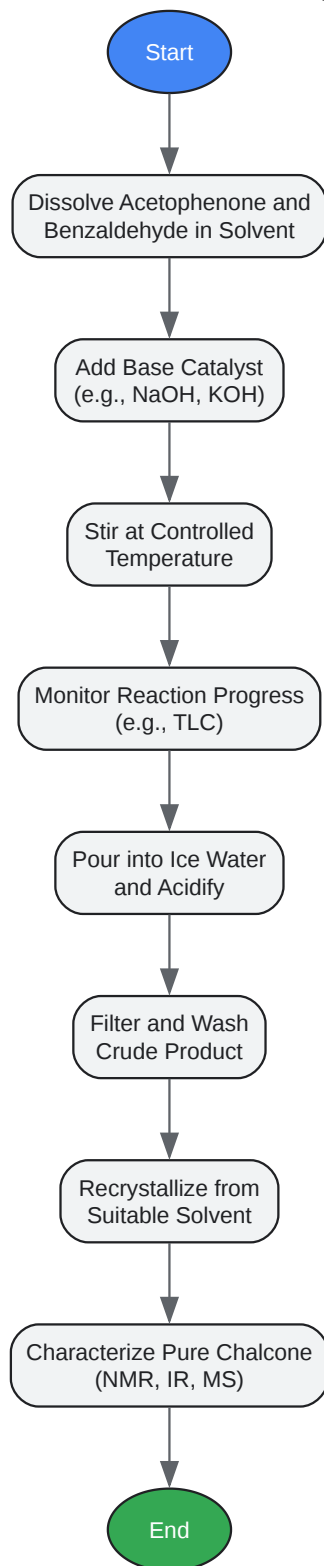 Start
Dissolve Acetophenone and
Benzaldehyde in Solvent
Add Base Catalyst
(e.g., NaOH, KOH)
Stir at Controlled
Temperature
Monitor Reaction Progress
(e.g., TLC)
Pour into Ice Water
and Acidify
Filter and Wash
Crude Product
Recrystallize from
Suitable Solvent
Characterize Pure Chalcone
(NMR, IR, MS)
End